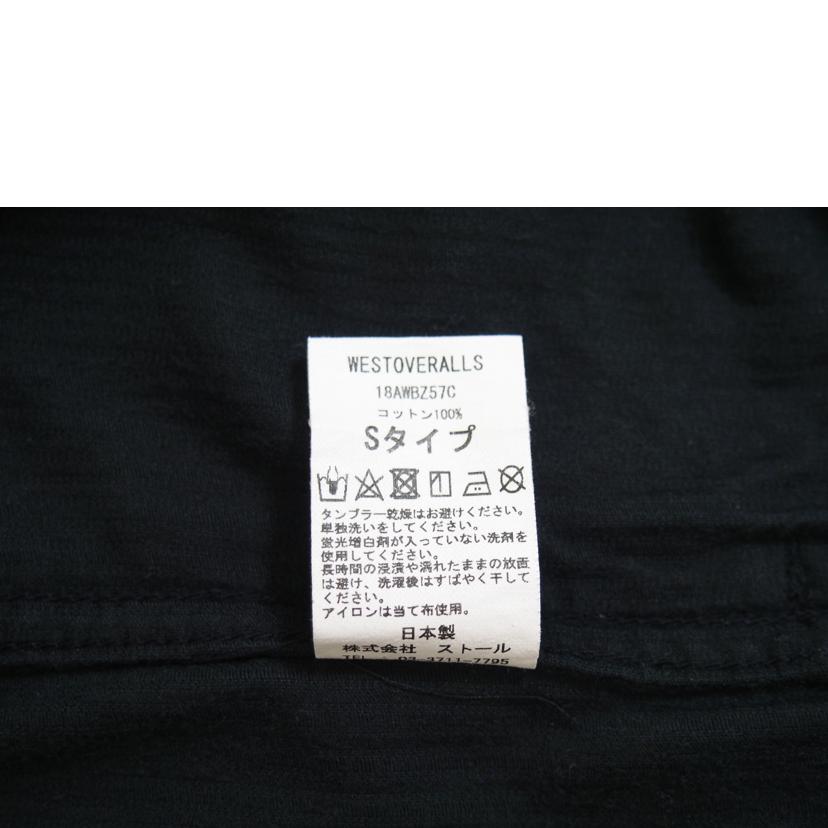 WESTOVERALLS
18AWBZ57C
コットン100%
Sタイプ
タンブラー乾燥はお避けください。
単独洗いをしてください。
蛍光増白剤が入っていない洗剤を
使用してください。
長時間の浸漬や濡れたままの放置
は避け、洗濯後はすばやく干して
ください。
アイロンは当て布使用。
日本製
株式会社 ストール
TEL : 03-3711-7795